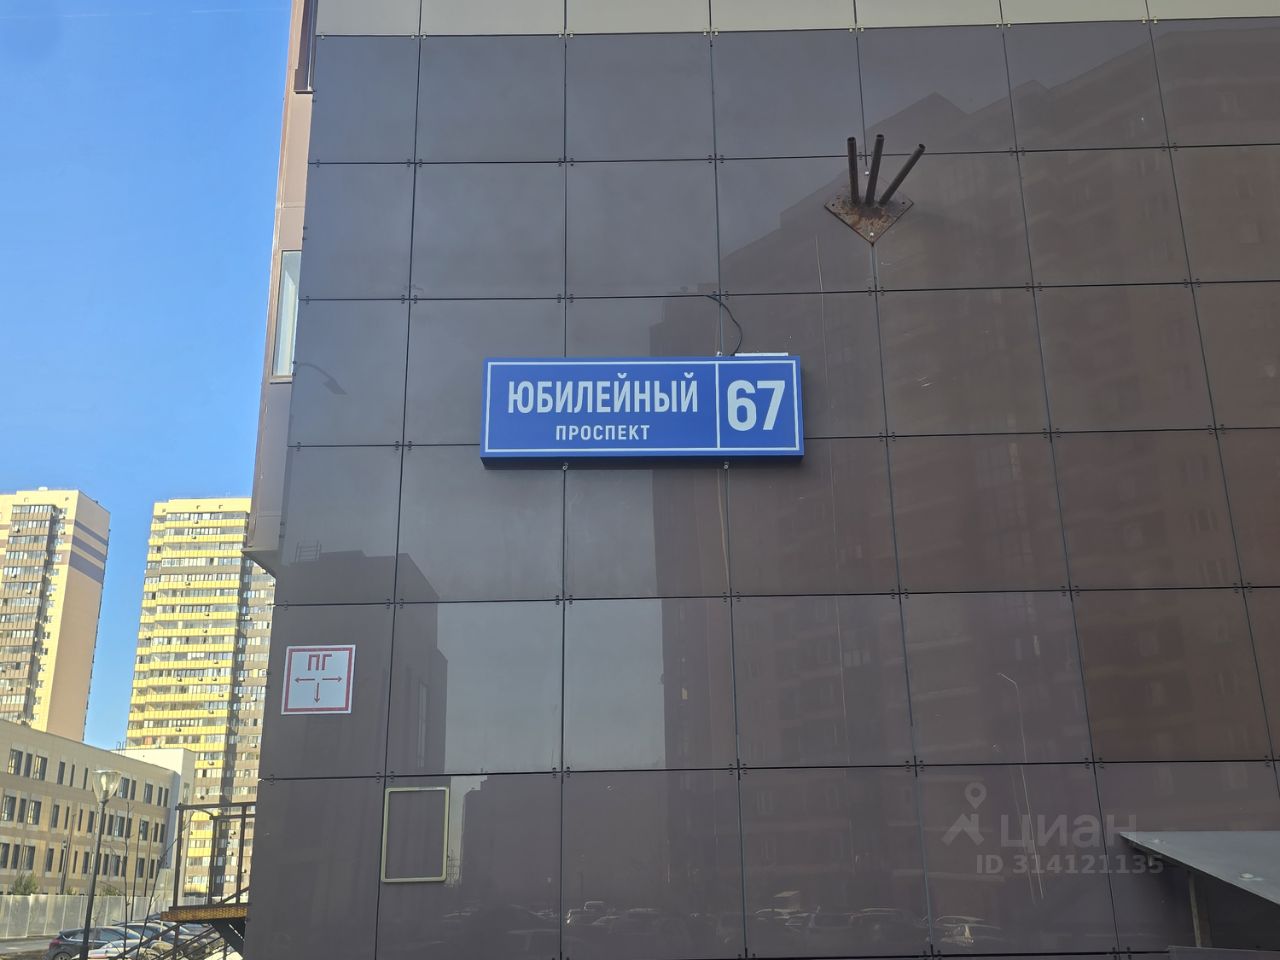 ЮБИЛЕЙНЫЙ
ПРОСПЕКТ
67
ПГ
циан
ID 314121135